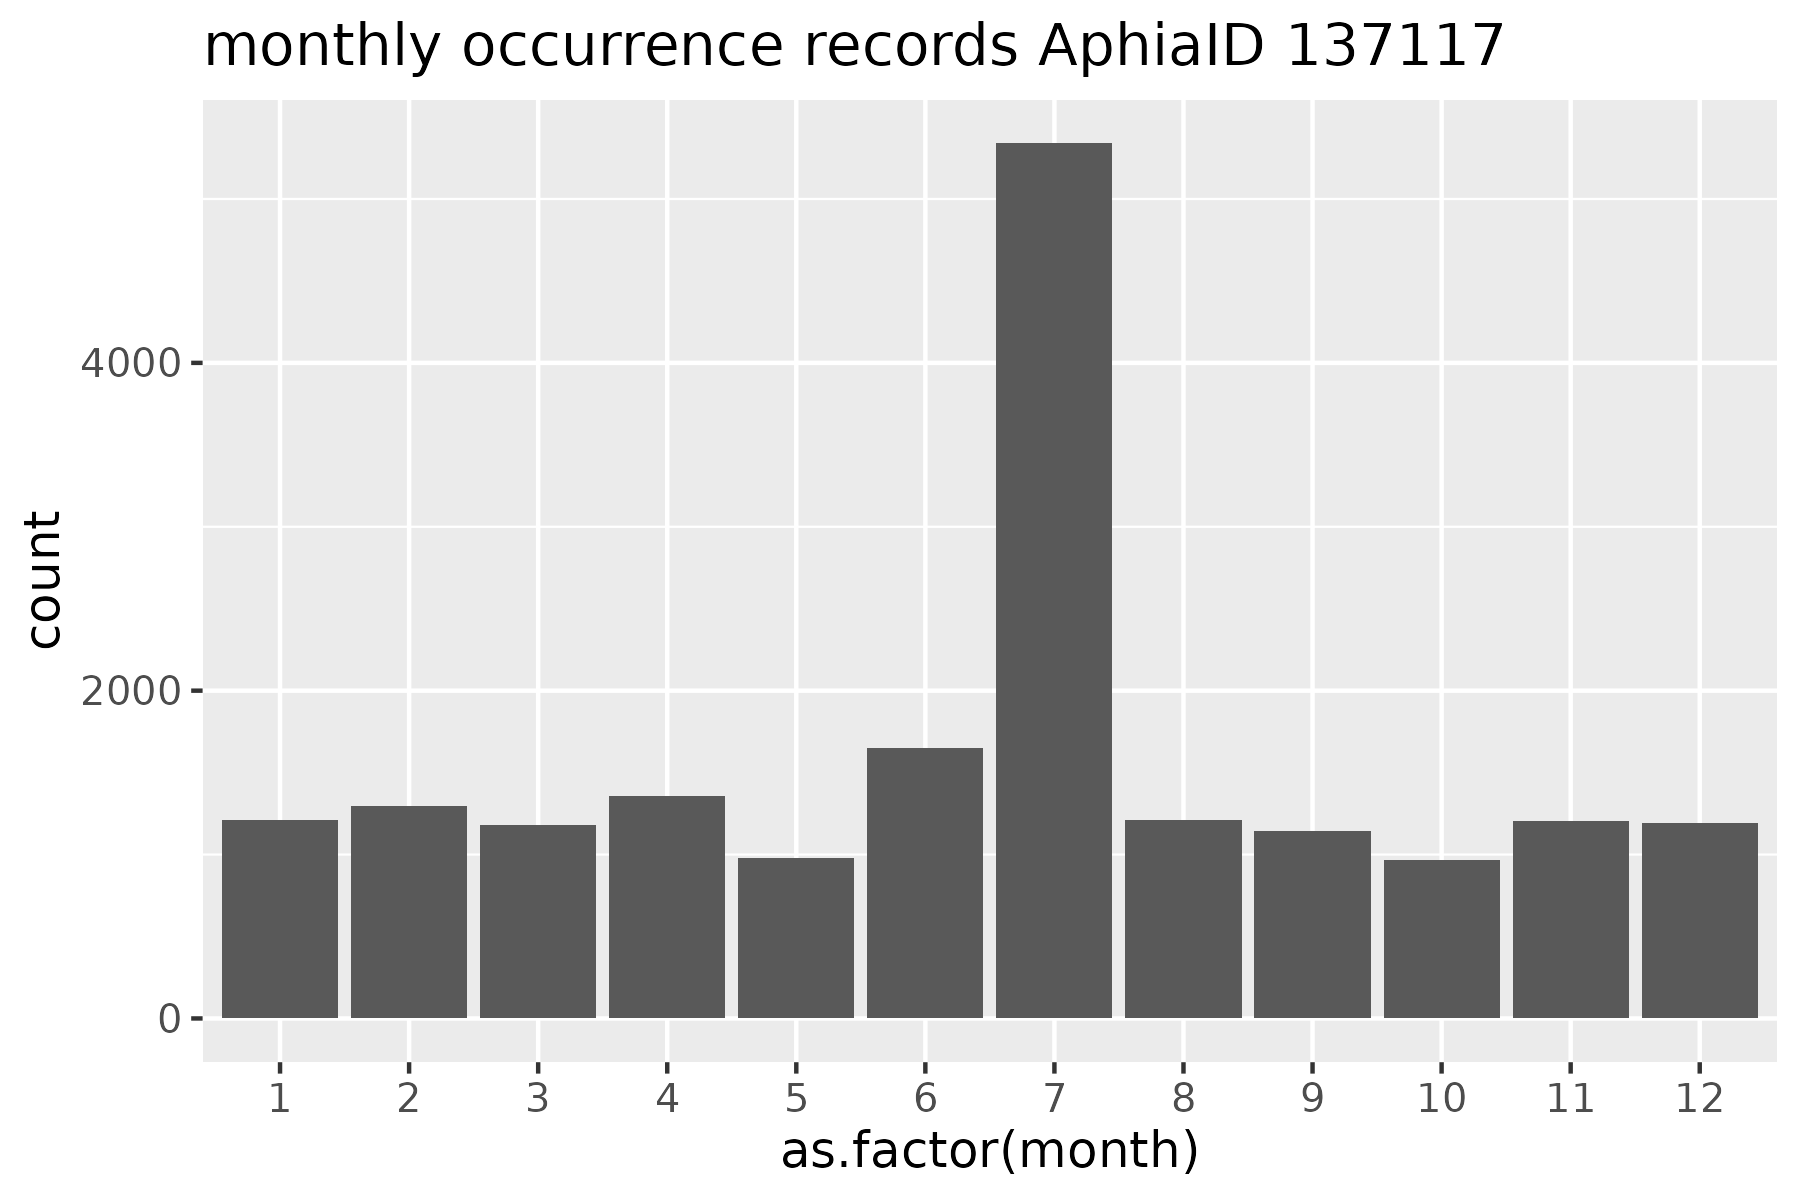 monthly occurrence records AphiaID 137117
count
4000
2000
0
1 2 3 4 5 6 7 8 9 10 11 12
as.factor(month)